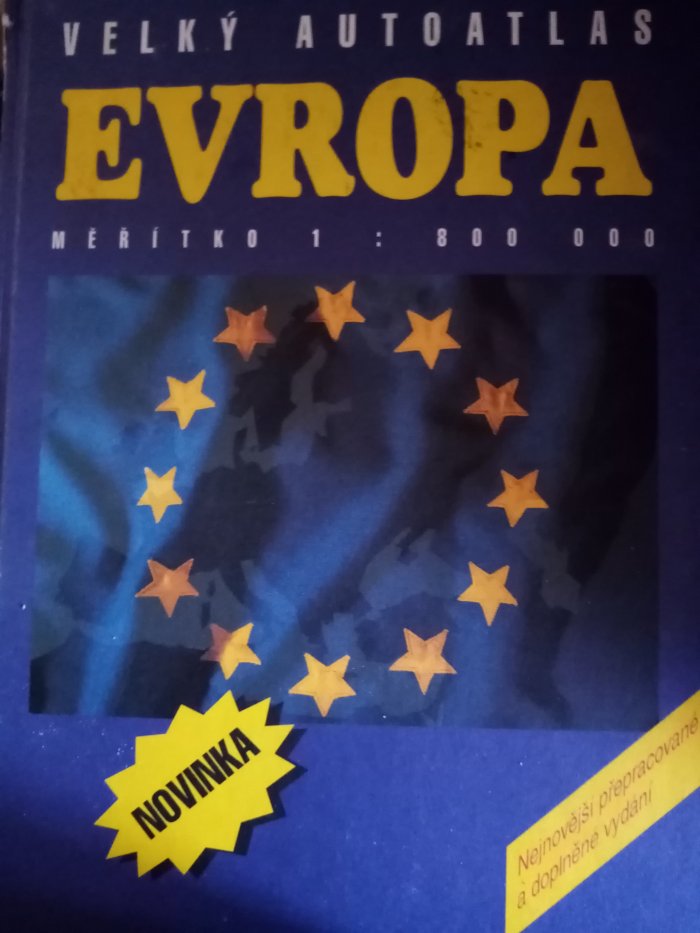 VELKÝ AUTOATLAS
EVROPA
MĚŘÍTKO 1 : 800 000
NOVINKA
Nejnovější přepracované
a doplněné vydání